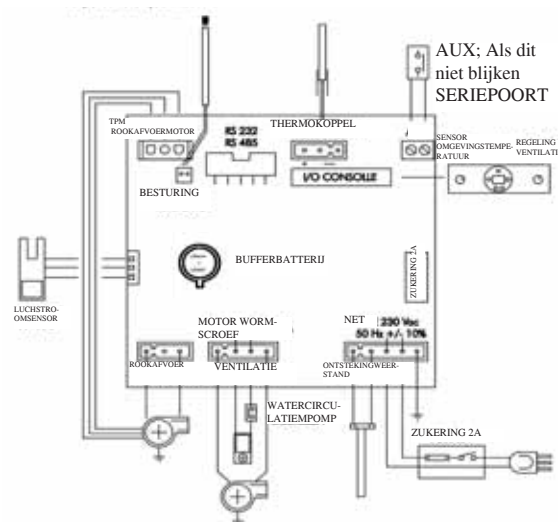 AUX; Als dit
niet blijken
SERIEPOORT
TPM
ROOKAFVOERMOTOR
RS 232
RS 485
THERMOKOPPEL
SENSOR
OMGEVINGSTEMPE-
RATUUR
REGELING
VENTILATIE
BESTURING
I/O CONSOLLE
BUFFERBATTERIJ
ZUKERING 2A
LUCHSTRO-
OMSENSOR
MOTOR WORM-
SCROEF
NET
230 Vac
50 Hz +/- 10%
ROOKAFVOER
VENTILATIE
ONTSTEKINGWEER-
STAND
WATERCIRCU-
LATIEMPOMP
ZUKERING 2A